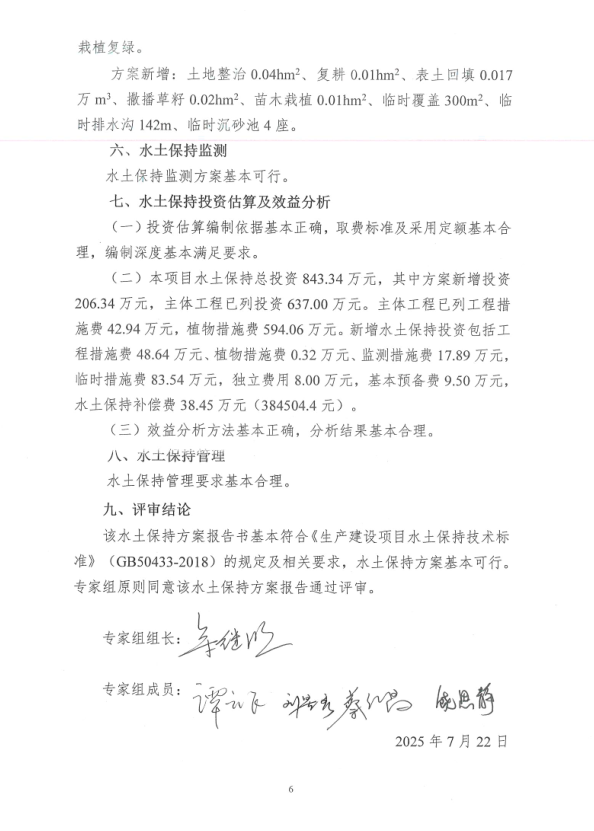 栽植复绿。
方案新增：土地整治 0.04hm²、复耕 0.01hm²、表土回填 0.017
万 m³、撒播草籽 0.02hm²、苗木栽植 0.01hm²、临时覆盖 300m²、临
时排水沟 142m、临时沉砂池 4 座。
六、水土保持监测
水土保持监测方案基本可行。
七、水土保持投资估算及效益分析
（一）投资估算编制依据基本正确，取费标准及采用定额基本合
理，编制深度基本满足要求。
（二）本项目水土保持总投资 843.34 万元，其中方案新增投资
206.34 万元，主体工程已列投资 637.00 万元。主体工程已列工程措
施费 42.94 万元，植物措施费 594.06 万元。新增水土保持投资包括工
程措施费 48.64 万元、植物措施费 0.32 万元、监测措施费 17.89 万元，
临时措施费 83.54 万元，独立费用 8.00 万元，基本预备费 9.50 万元，
水土保持补偿费 38.45 万元（384504.4 元）。
（三）效益分析方法基本正确，分析结果基本合理。
八、水土保持管理
水土保持管理要求基本合理。
九、评审结论
该水土保持方案报告书基本符合《生产建设项目水土保持技术标
准》（GB50433-2018）的规定及相关要求，水土保持方案基本可行。
专家组原则同意该水土保持方案报告通过评审。
专家组组长：
专家组成员：
2025 年 7 月 22 日
6